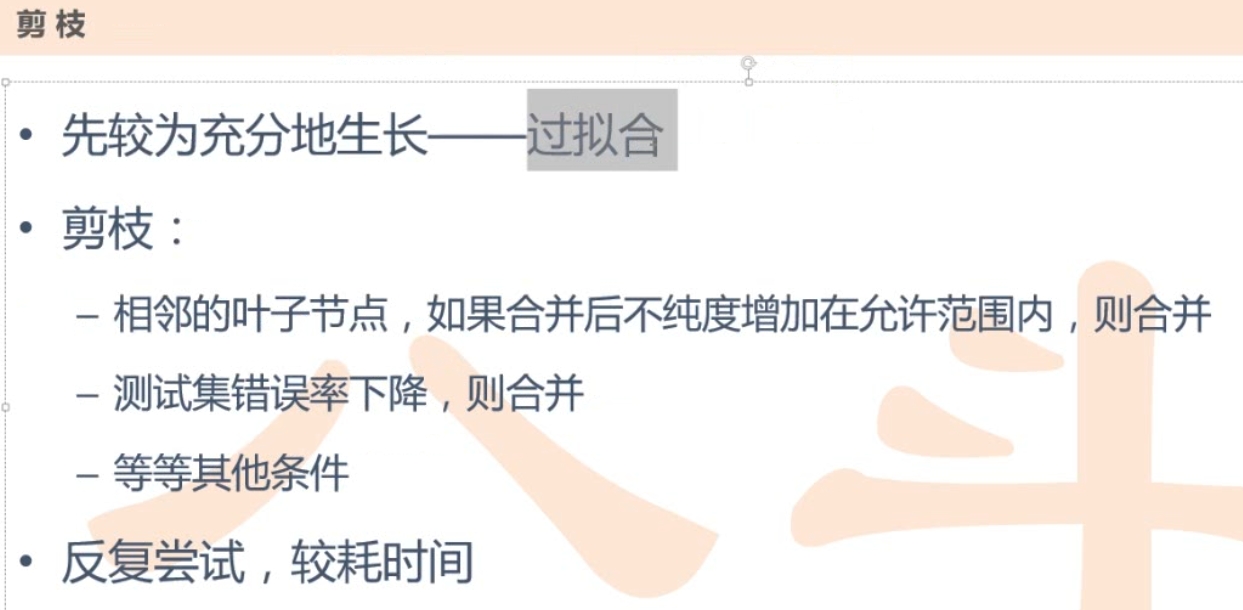 剪 枝
• 先较为充分地生长——过拟合
• 剪枝：
– 相邻的叶子节点，如果合并后不纯度增加在允许范围内，则合并
– 测试集错误率下降，则合并
– 等等其他条件
• 反复尝试，较耗时间
八斗